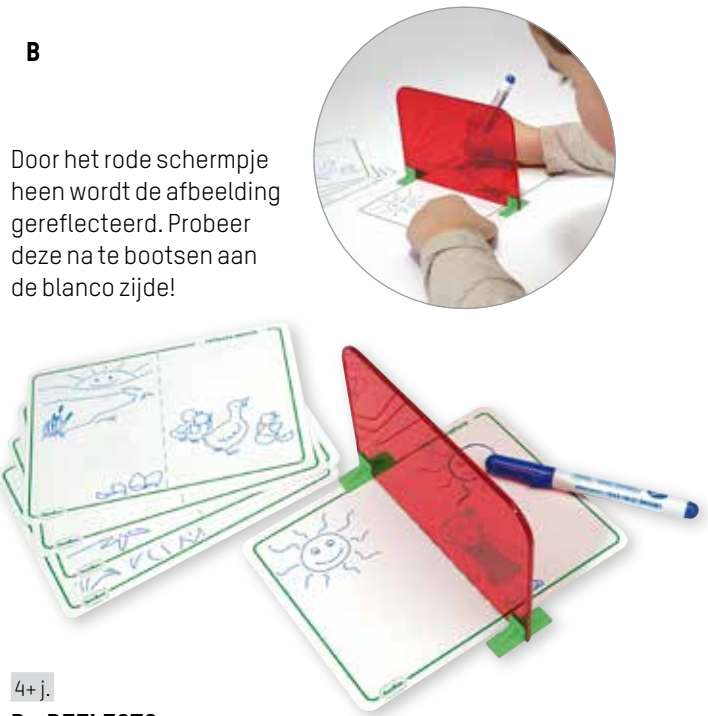 B
Door het rode schermpje
heen wordt de afbeelding
gereflecteerd. Probeer
deze na te bootsen aan
de blanco zijde!
4+ j.